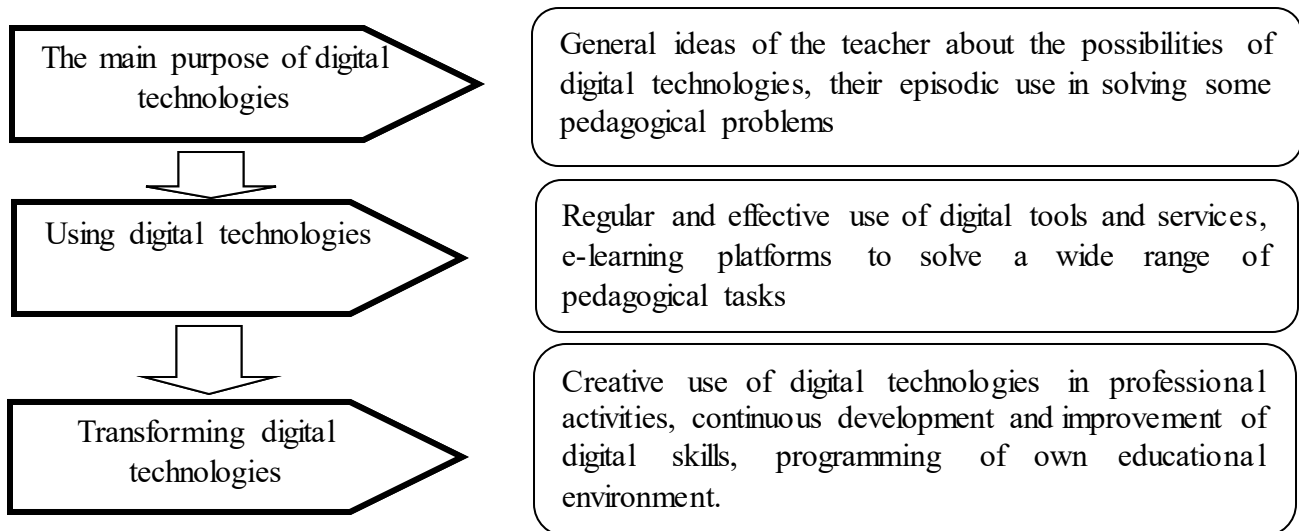 The main purpose of digital
technologies
General ideas of the teacher about the possibilities of
digital technologies, their episodic use in solving some
pedagogical problems
Using digital technologies
Regular and effective use of digital tools and services,
e-learning platforms to solve a wide range of
pedagogical tasks
Transforming digital
technologies
Creative use of digital technologies in professional
activities, continuous development and improvement of
digital skills, programming of own educational
environment.